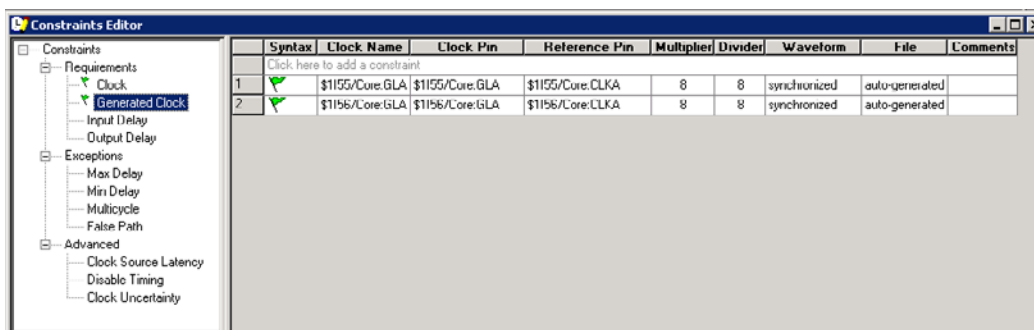 Constraints Editor
Constraints
Requirements
Clock
Generated Clock
Input Delay
Output Delay
Exceptions
Max Delay
Min Delay
Multicycle
False Path
Advanced
Clock Source Latency
Disable Timing
Clock Uncertainty
Syntax Clock Name Clock Pin Reference Pin Multiplier Divider Waveform File Comments
Click here to add a constraint
1 $1I55/Core:GLA $1I55/Core:GLA $1I55/Core:CLKA 8 8 synchronized auto-generated
2 $1I56/Core:GLA $1I56/Core:GLA $1I56/Core:CLKA 8 8 synchronized auto-generated